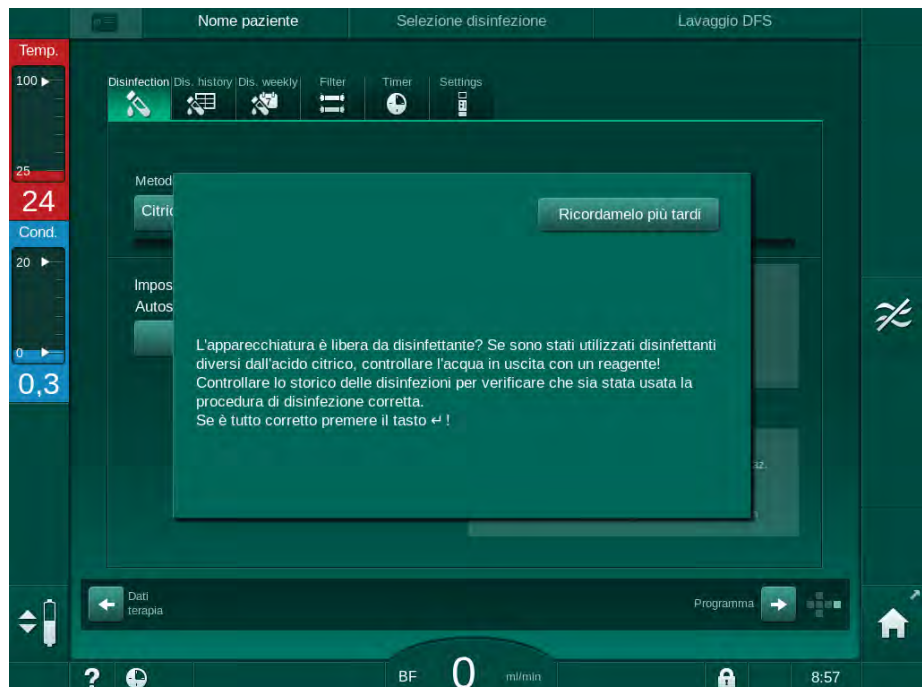 Nome paziente
Selezione disinfezione
Lavaggio DFS
Temp.
100
25
24
Cond.
20
0
0,3
Disinfection
Dis. history
Dis. weekly
Filter
Timer
Settings
Metod
Citric
Impos
Autos
Ricordamelo più tardi
L'apparecchiatura è libera da disinfettante? Se sono stati utilizzati disinfettanti
diversi dall'acido citrico, controllare l'acqua in uscita con un reagente!
Controllare lo storico delle disinfezioni per verificare che sia stata usata la
procedura di disinfezione corretta.
Se è tutto corretto premere il tasto ↵ !
az.
Dati
terapia
Programma
? BF 0 ml/min 8:57